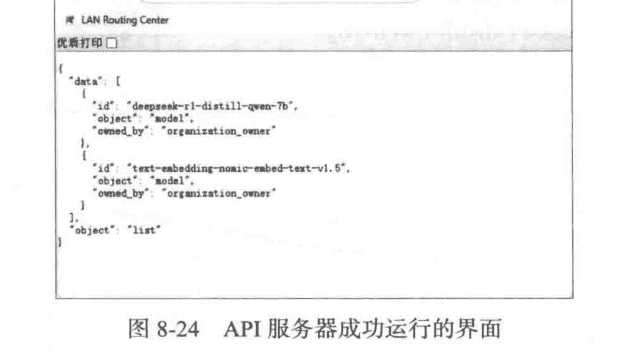 LAN Routing Center
优质打印
{
"data": [
{
"id": "deepseek-r1-distill-qwen-7b",
"object": "model",
"owned_by": "organization_owner"
},
{
"id": "text-embedding-nomic-embed-text-v1.5",
"object": "model",
"owned_by": "organization_owner"
}
],
"object": "list"
}
图 8-24 API 服务器成功运行的界面